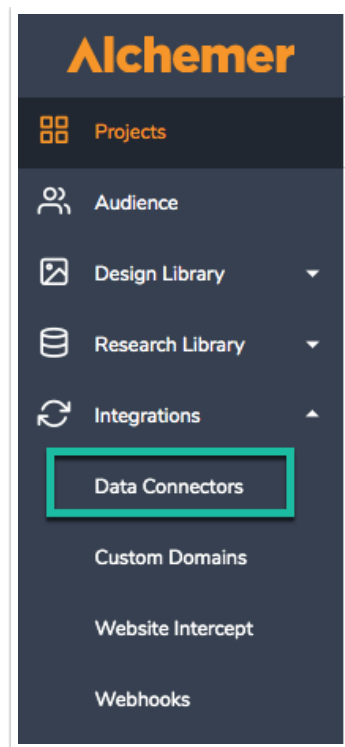 Alchemer
Projects
Audience
Design Library
Research Library
Integrations
Data Connectors
Custom Domains
Website Intercept
Webhooks